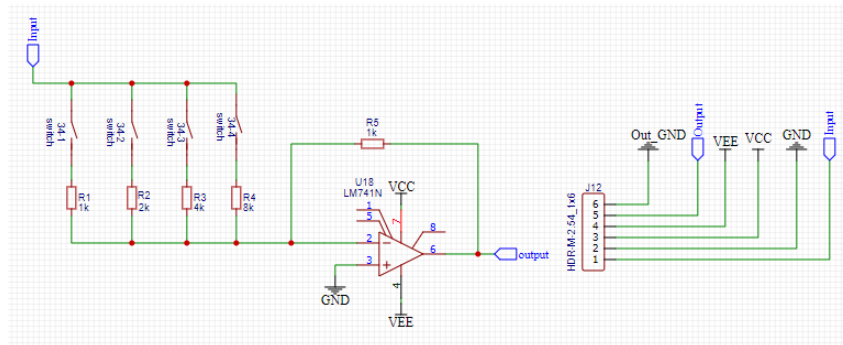 Input
34-1
switch
34-2
switch
34-3
switch
34-4
switch
R1
1k
R2
2k
R3
4k
R4
8k
R5
1k
U18
LM741N
VCC
1
5
7
8
2
6
3
4
output
GND
VEE
Out_GND
Output
VEE
VCC
GND
Input
J12
HDR-M-2.54_1x6
6
5
4
3
2
1